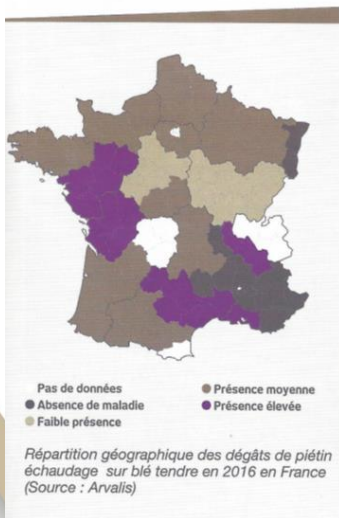 Pas de données
Absence de maladie
Faible présence
Présence moyenne
Présence élevée
Répartition géographique des dégâts de piétin
échaudage sur blé tendre en 2016 en France
(Source : Arvalis)